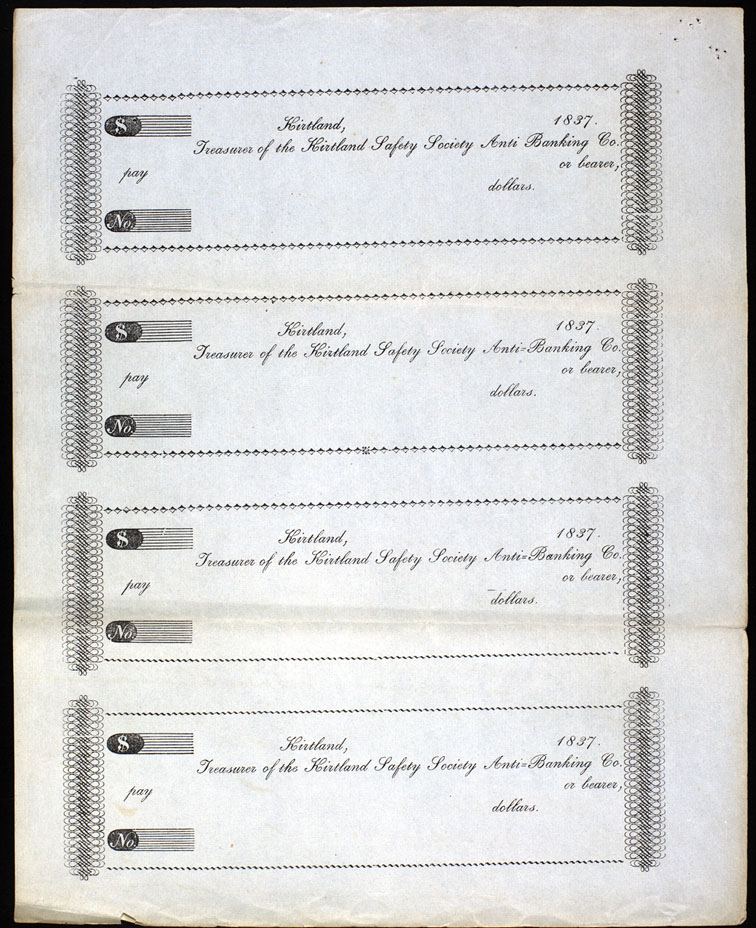 $ Kirtland, 1837.
Treasurer of the Kirtland Safety Society Anti Banking Co.
pay or bearer,
dollars.
No.
$ Kirtland, 1837.
Treasurer of the Kirtland Safety Society Anti=Banking Co.
pay or bearer,
dollars.
No.
$ Kirtland, 1837.
Treasurer of the Kirtland Safety Society Anti=Banking Co.
pay or bearer,
dollars.
No.
$ Kirtland, 1837.
Treasurer of the Kirtland Safety Society Anti=Banking Co.
pay or bearer,
dollars.
No.